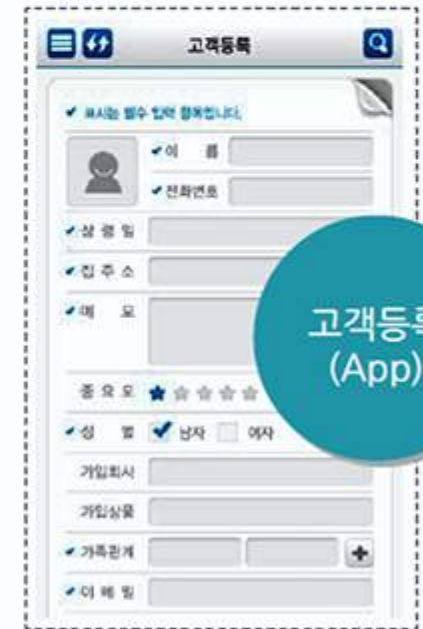 고객등록
✔ 표시는 필수 입력 항목입니다.
✔ 이 름
✔ 전화번호
✔ 상 령 일
✔ 집 주 소
✔ 메 모
고객등록
(App)
중 요 도
✔ 성 별 남자 여자
가입회사
가입상품
✔ 가족관계
✔ 이 메 일